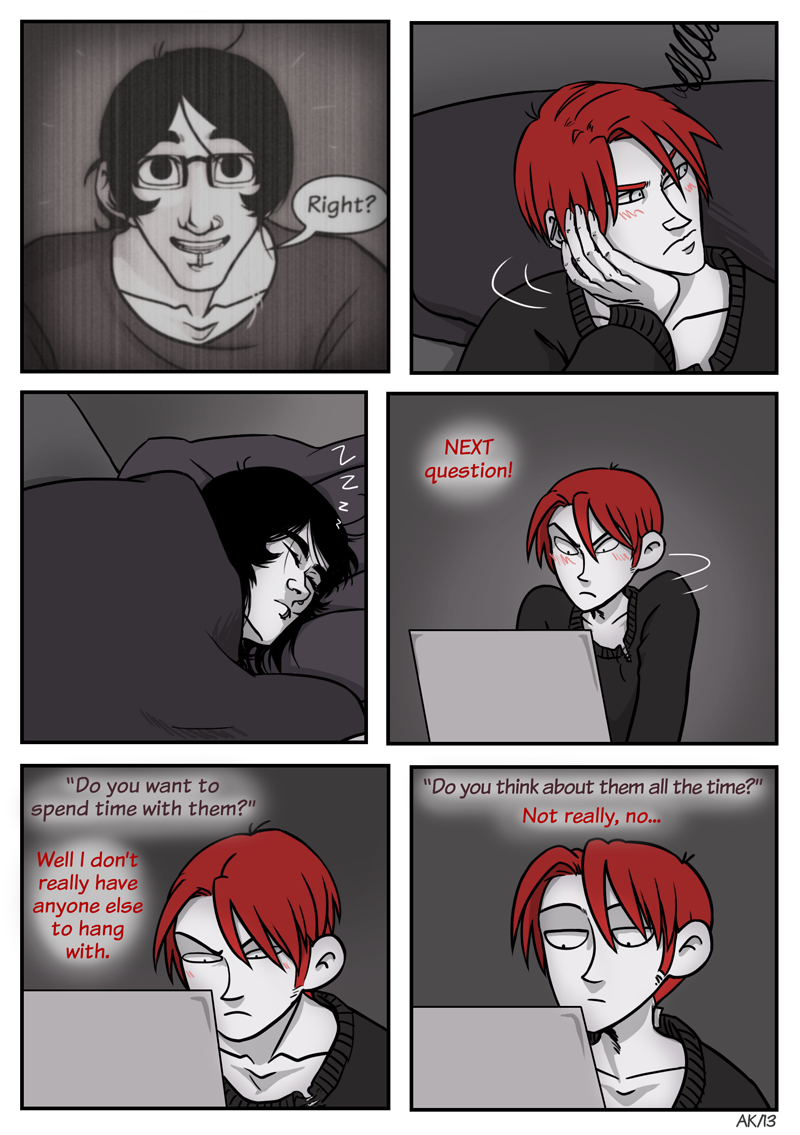 Right?
Z
Z
Z
z
NEXT
question!
"Do you want to
spend time with them?"
Well I don't
really have
anyone else
to hang
with.
"Do you think about them all the time?"
Not really, no...
AK/13